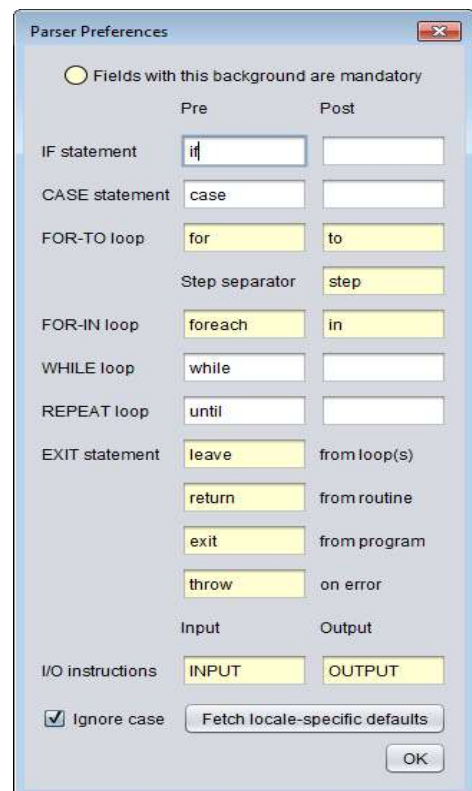 Parser Preferences
Fields with this background are mandatory
Pre Post
IF statement if
CASE statement case
FOR-TO loop for to
Step separator step
FOR-IN loop foreach in
WHILE loop while
REPEAT loop until
EXIT statement leave from loop(s)
return from routine
exit from program
throw on error
Input Output
I/O instructions INPUT OUTPUT
Ignore case Fetch locale-specific defaults
OK